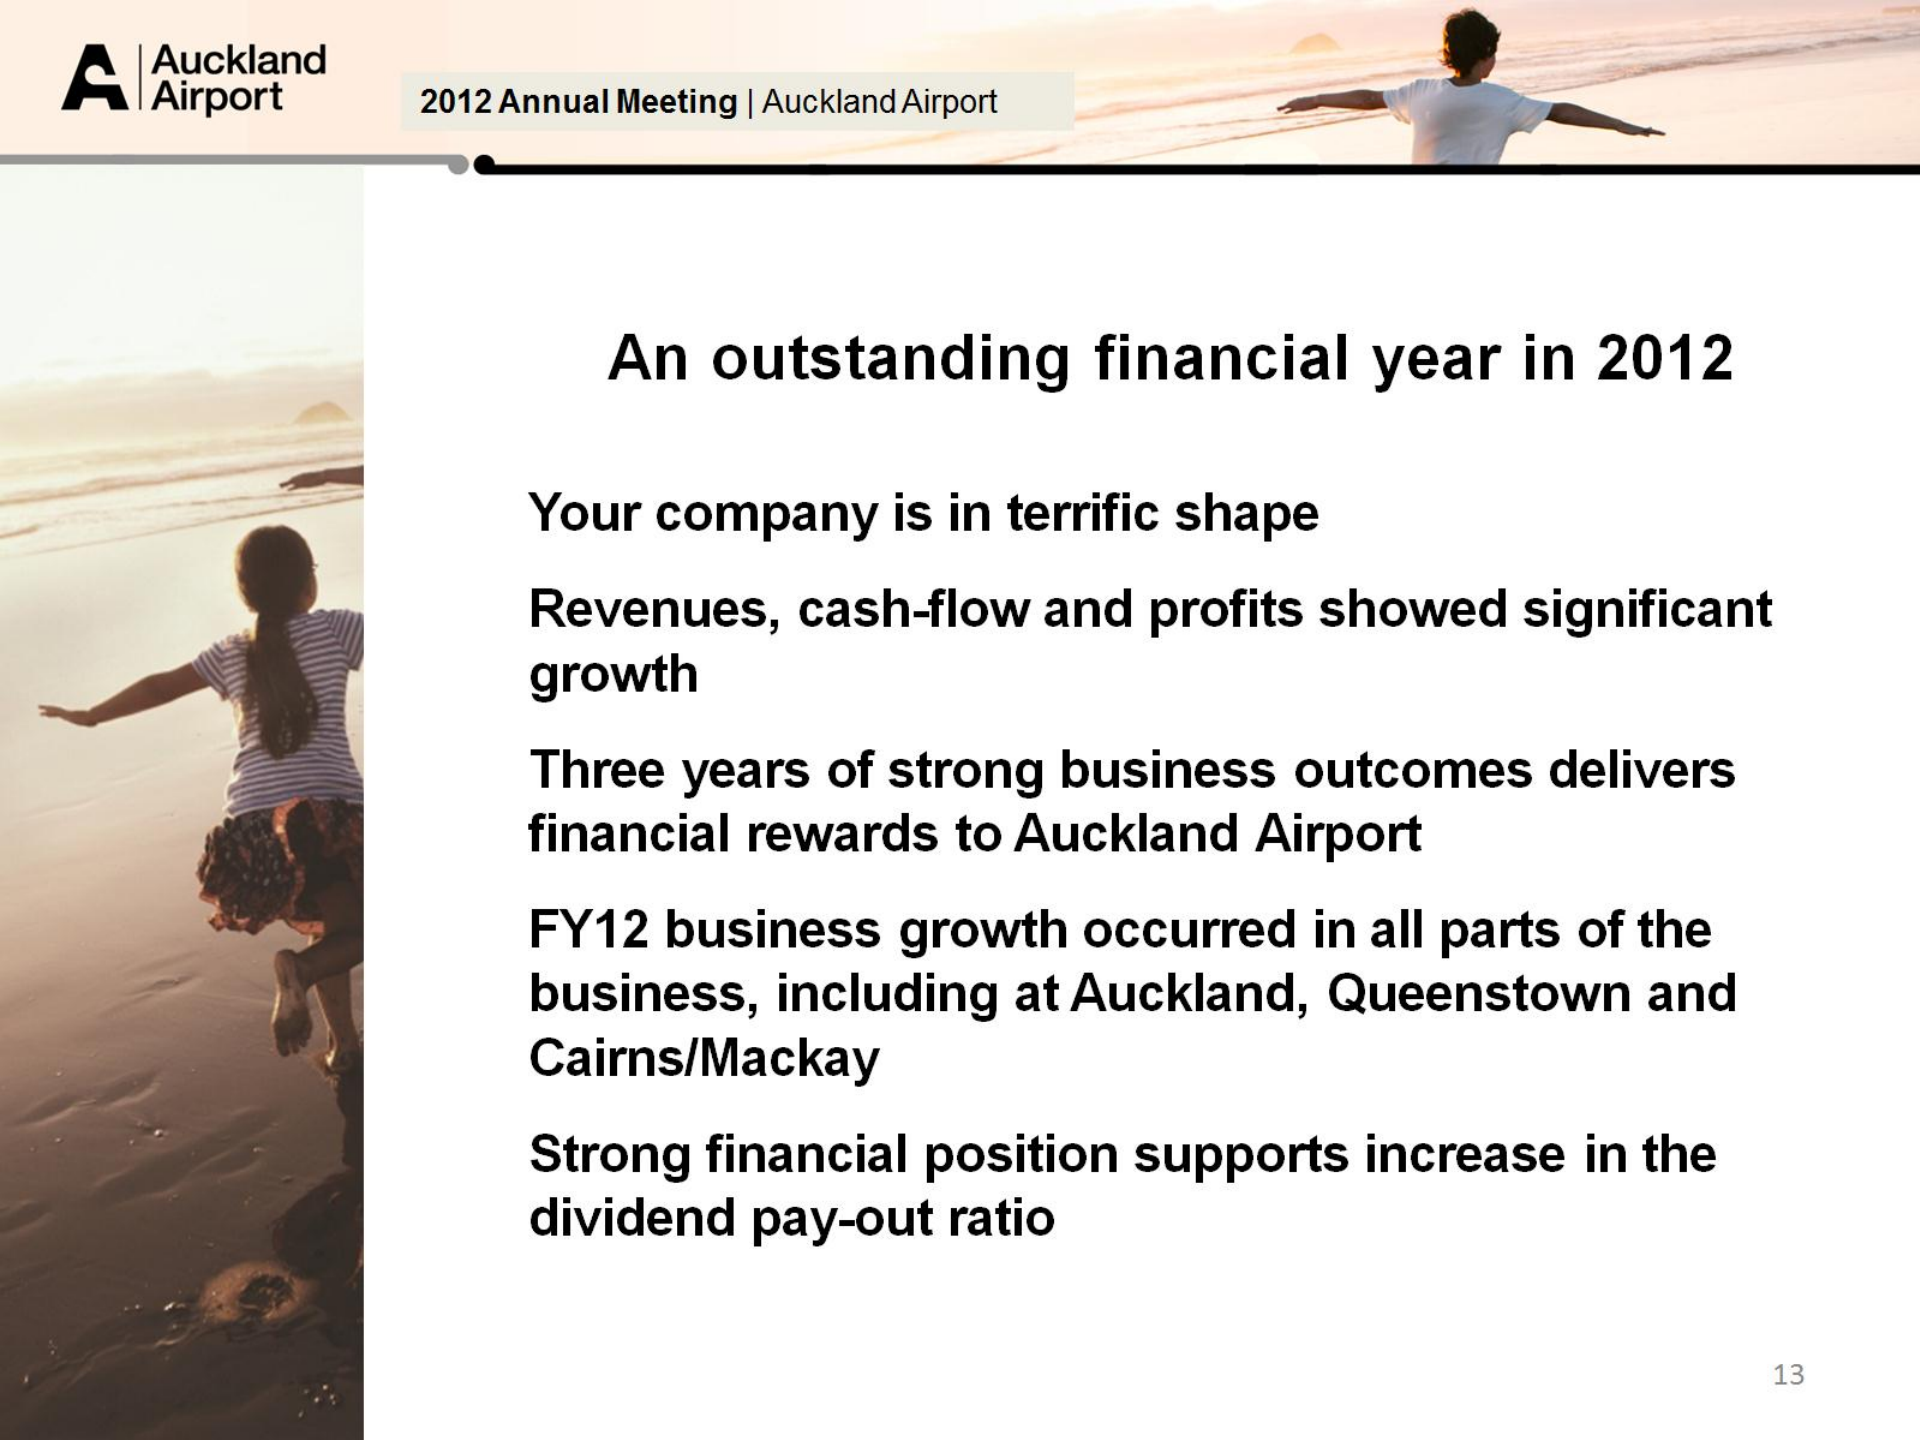 Auckland
Airport
2012 Annual Meeting | Auckland Airport
An outstanding financial year in 2012
Your company is in terrific shape
Revenues, cash-flow and profits showed significant
growth
Three years of strong business outcomes delivers
financial rewards to Auckland Airport
FY12 business growth occurred in all parts of the
business, including at Auckland, Queenstown and
Cairns/Mackay
Strong financial position supports increase in the
dividend pay-out ratio
13